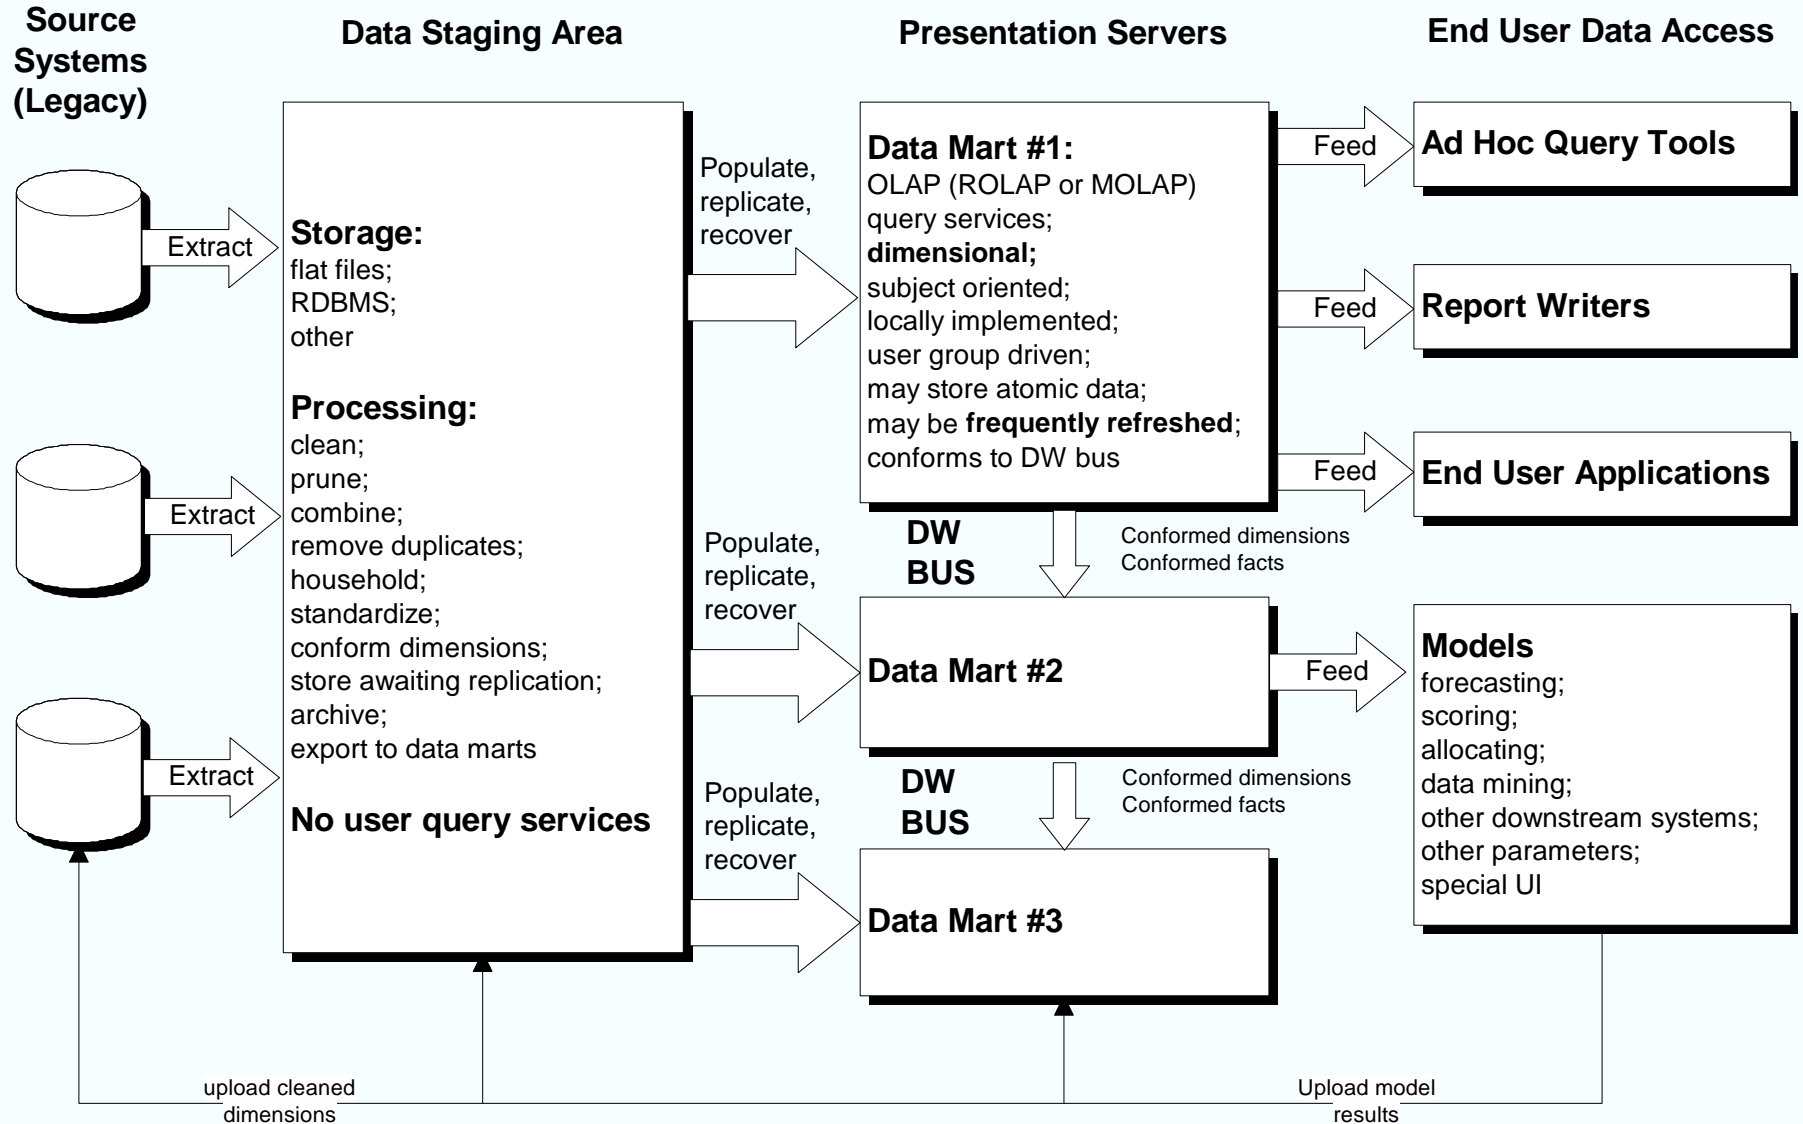 Source
Systems
(Legacy)
Data Staging Area
Presentation Servers
End User Data Access
Extract
Extract
Extract
Storage:
flat files;
RDBMS;
other
Processing:
clean;
prune;
combine;
remove duplicates;
household;
standardize;
conform dimensions;
store awaiting replication;
archive;
export to data marts
No user query services
Populate,
replicate,
recover
Populate,
replicate,
recover
Populate,
replicate,
recover
Data Mart #1:
OLAP (ROLAP or MOLAP)
query services;
dimensional;
subject oriented;
locally implemented;
user group driven;
may store atomic data;
may be frequently refreshed;
conforms to DW bus
DW
BUS
Conformed dimensions
Conformed facts
Data Mart #2
DW
BUS
Conformed dimensions
Conformed facts
Data Mart #3
Feed
Feed
Feed
Feed
Ad Hoc Query Tools
Report Writers
End User Applications
Models
forecasting;
scoring;
allocating;
data mining;
other downstream systems;
other parameters;
special UI
upload cleaned
dimensions
Upload model
results